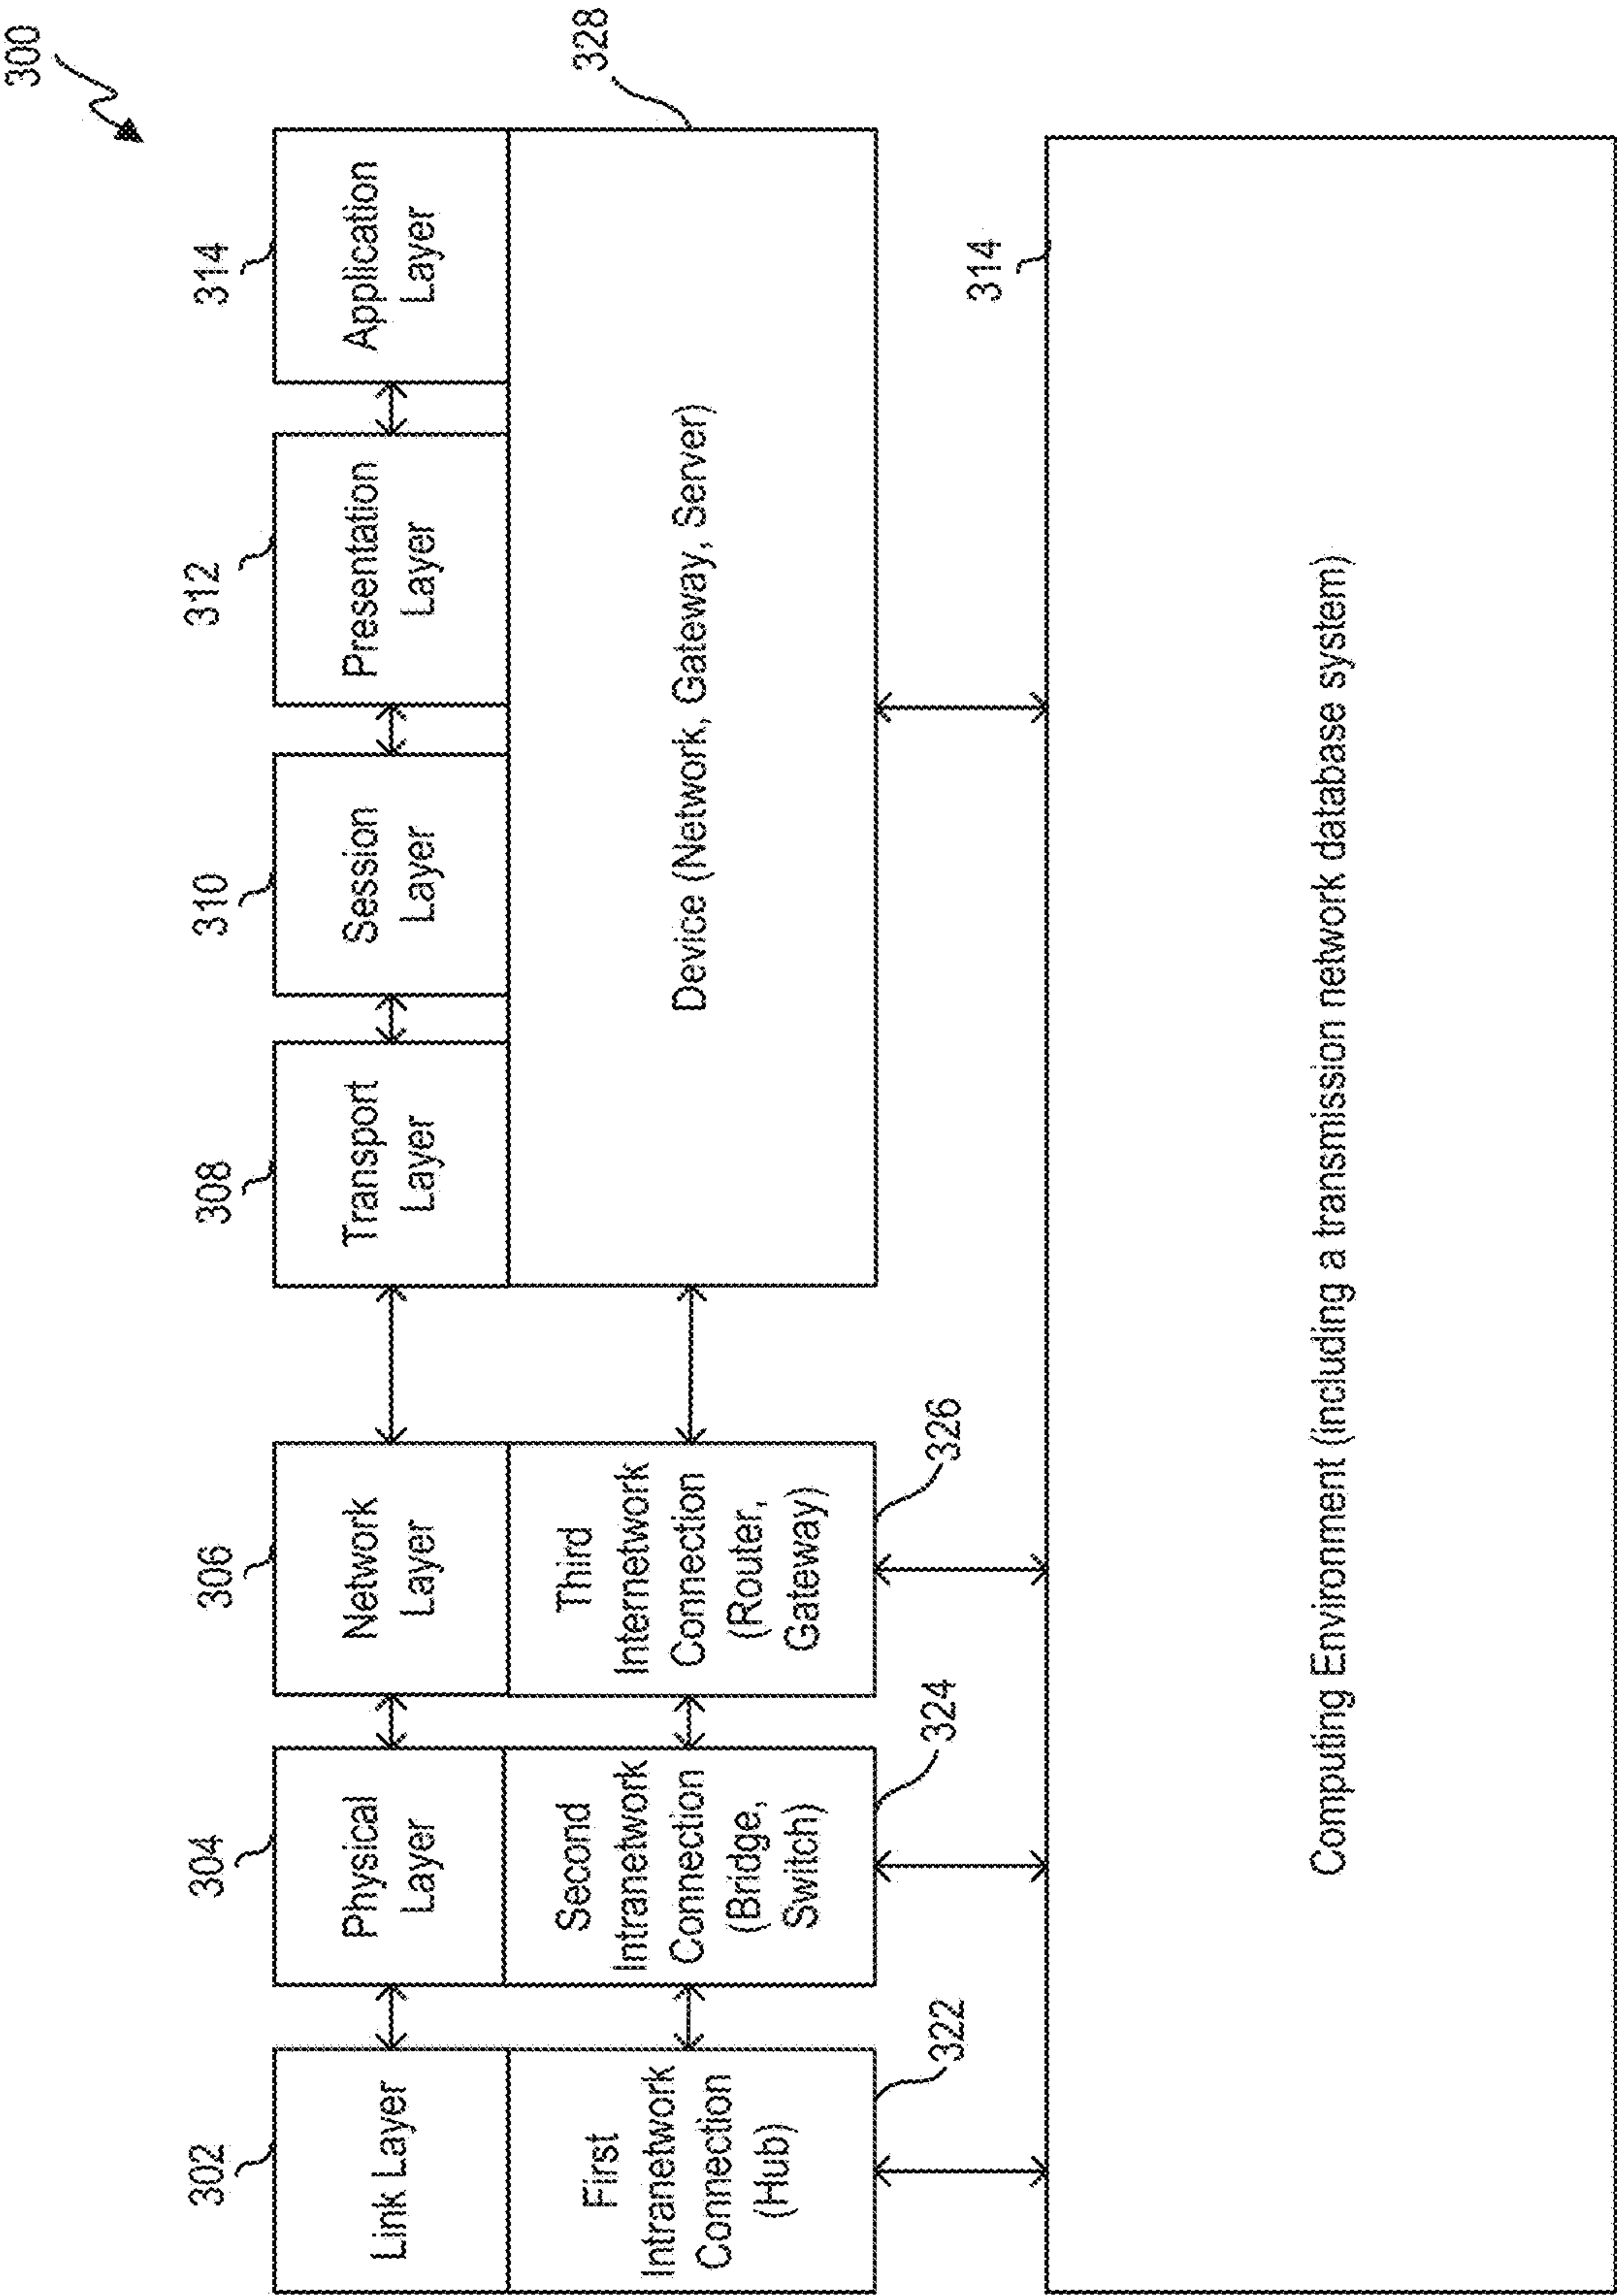 300
302
304
306
308
310
312
314
Link Layer
Physical
Layer
Network
Layer
Transport
Layer
Session
Layer
Presentation
Layer
Application
Layer
First
Intranetwork
Connection
(Hub)
Second
Intranetwork
Connection
(Bridge,
Switch)
Third
Internetwork
Connection
(Router,
Gateway)
Device (Network, Gateway, Server)
328
322
324
326
314
Computing Environment (including a transmission network database system)